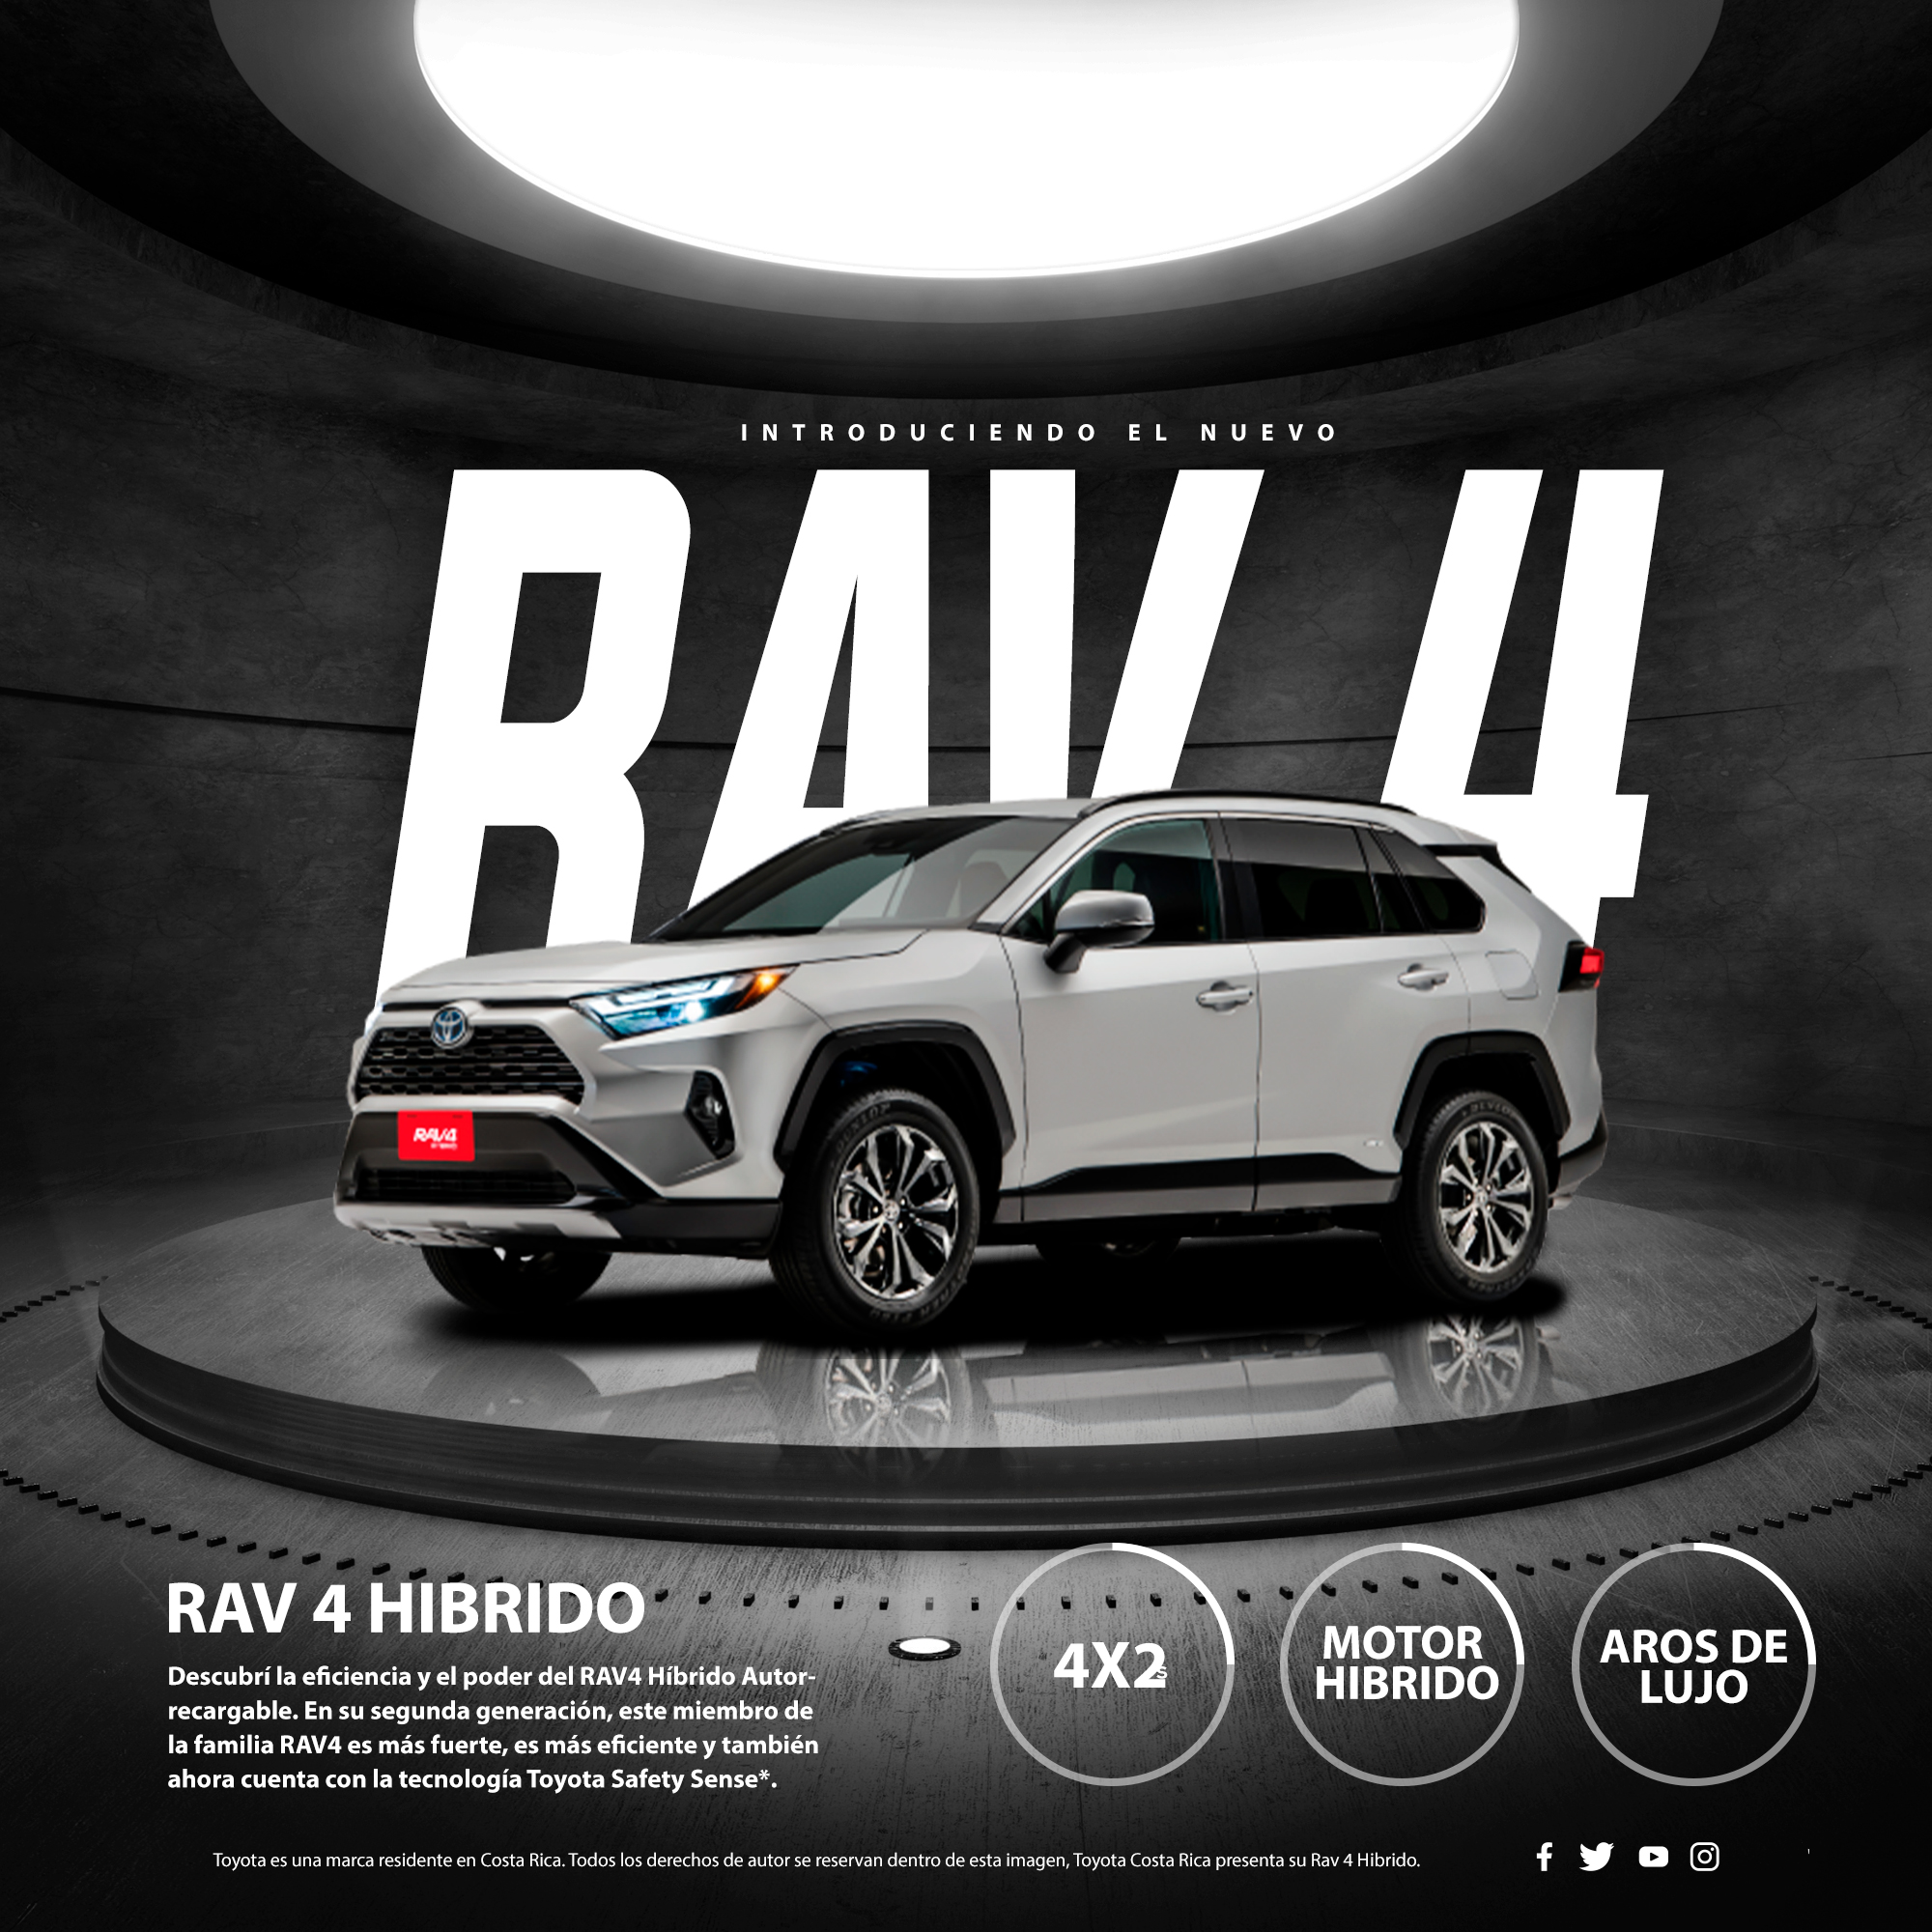 INTRODUCIENDO EL NUEVO
RAV 4
RAV4
RAV 4 HIBRIDO
Descubrí la eficiencia y el poder del RAV4 Híbrido Autor-
recargable. En su segunda generación, este miembro de
la familia RAV4 es más fuerte, es más eficiente y también
ahora cuenta con la tecnología Toyota Safety Sense*.
4X2
s
MOTOR
HIBRIDO
AROS DE
LUJO
Toyota es una marca residente en Costa Rica. Todos los derechos de autor se reservan dentro de esta imagen, Toyota Costa Rica presenta su Rav 4 Hibrido.